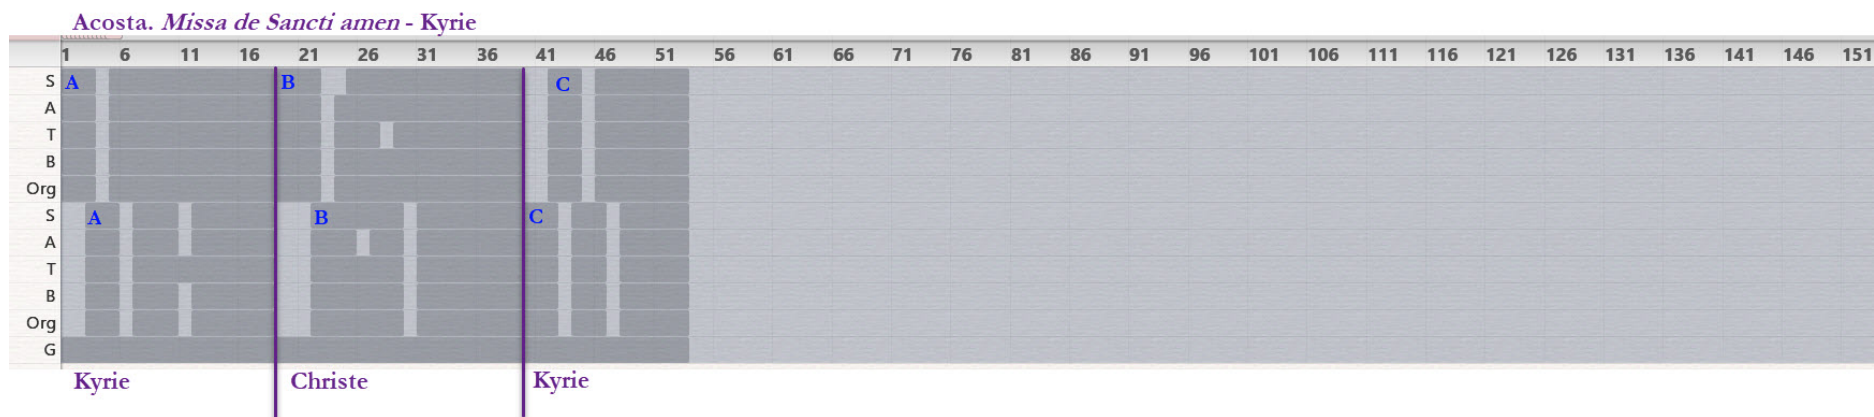 Acosta. Missa de Sancti amen - Kyrie
1 6 11 16 21 26 31 36 41 46 51 56 61 66 71 76 81 86 91 96 101 106 111 116 121 126 131 136 141 146 151
S A B C
A
T
B
Org
S A B C
A
T
B
Org
G
Kyrie Christe Kyrie